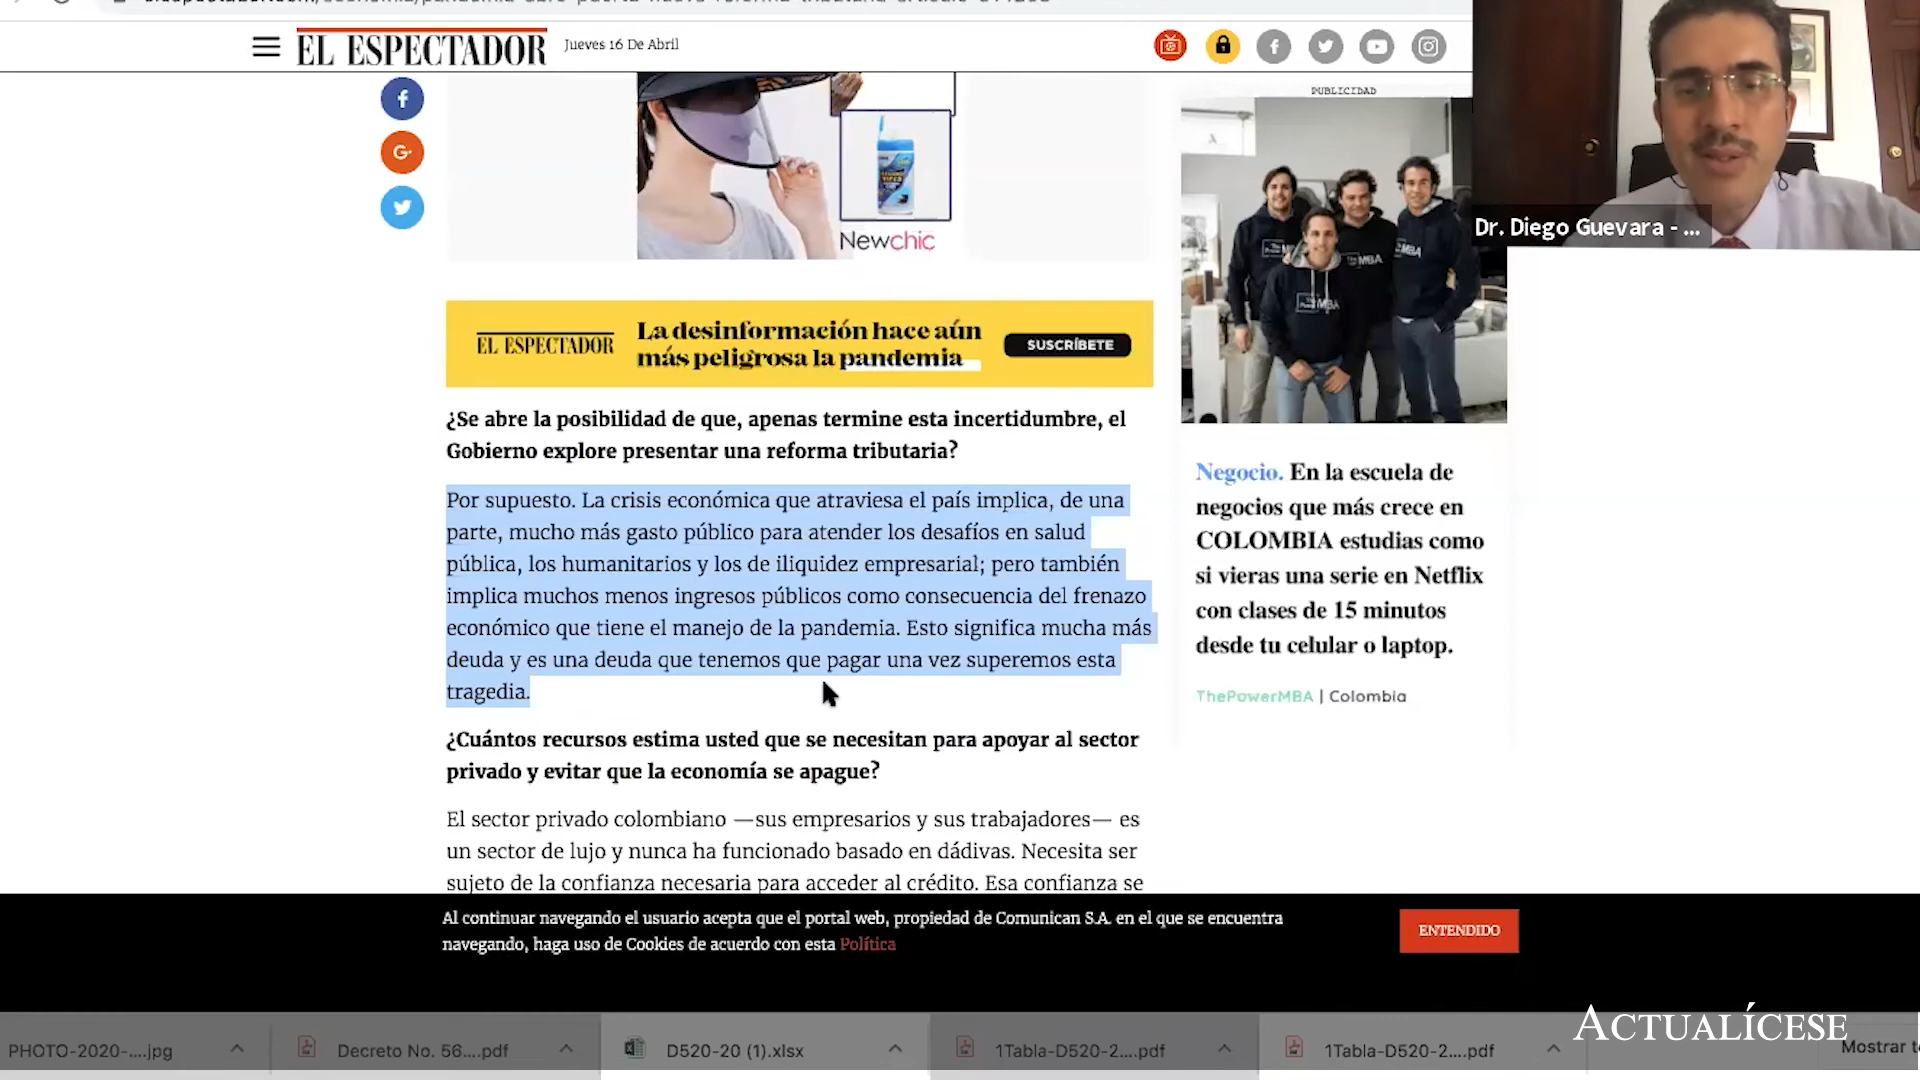 EL ESPECTADOR
Jueves 16 De Abril
PUBLICIDAD
Newchic
Dr. Diego Guevara - ...
EL ESPECTADOR
La desinformación hace aún
más peligrosa la pandemia
SUSCRÍBETE
¿Se abre la posibilidad de que, apenas termine esta incertidumbre, el
Gobierno explore presentar una reforma tributaria?
Por supuesto. La crisis económica que atraviesa el país implica, de una
parte, mucho más gasto público para atender los desafíos en salud
pública, los humanitarios y los de iliquidez empresarial; pero también
implica muchos menos ingresos públicos como consecuencia del frenazo
económico que tiene el manejo de la pandemia. Esto significa mucha más
deuda y es una deuda que tenemos que pagar una vez superemos esta
tragedia.
¿Cuántos recursos estima usted que se necesitan para apoyar al sector
privado y evitar que la economía se apague?
El sector privado colombiano —sus empresarios y sus trabajadores— es
un sector de lujo y nunca ha funcionado basado en dádivas. Necesita ser
sujeto de la confianza necesaria para acceder al crédito. Esa confianza se
Negocio. En la escuela de
negocios que más crece en
COLOMBIA estudias como
si vieras una serie en Netflix
con clases de 15 minutos
desde tu celular o laptop.
ThePowerMBA | Colombia
Al continuar navegando el usuario acepta que el portal web, propiedad de Comunican S.A. en el que se encuentra
navegando, haga uso de Cookies de acuerdo con esta Política
ENTENDIDO
ACTUALÍCESE
PHOTO-2020-....jpg
Decreto No. 56....pdf
D520-20 (1).xlsx
1Tabla-D520-2....pdf
1Tabla-D520-2....pdf
Mostrar